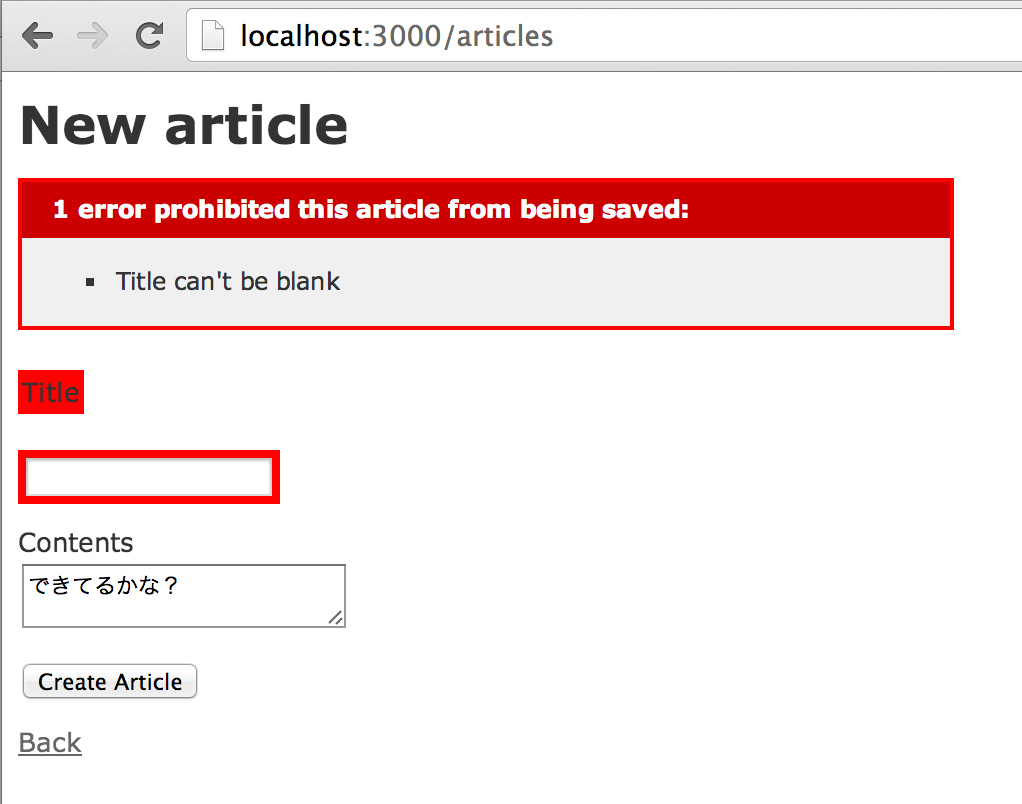 localhost:3000/articles
New article
1 error prohibited this article from being saved:
Title can't be blank
Title
Contents
できてるかな？
Create Article
Back